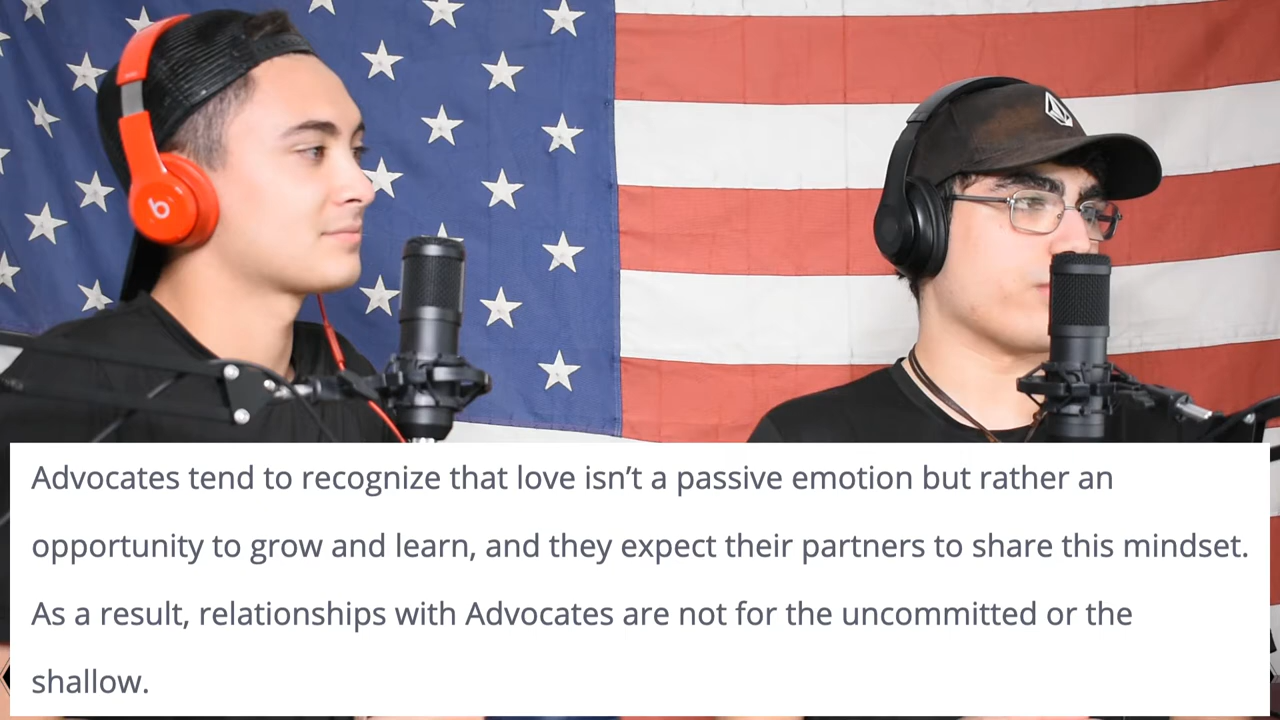 b
Advocates tend to recognize that love isn’t a passive emotion but rather an
opportunity to grow and learn, and they expect their partners to share this mindset.
As a result, relationships with Advocates are not for the uncommitted or the
shallow.